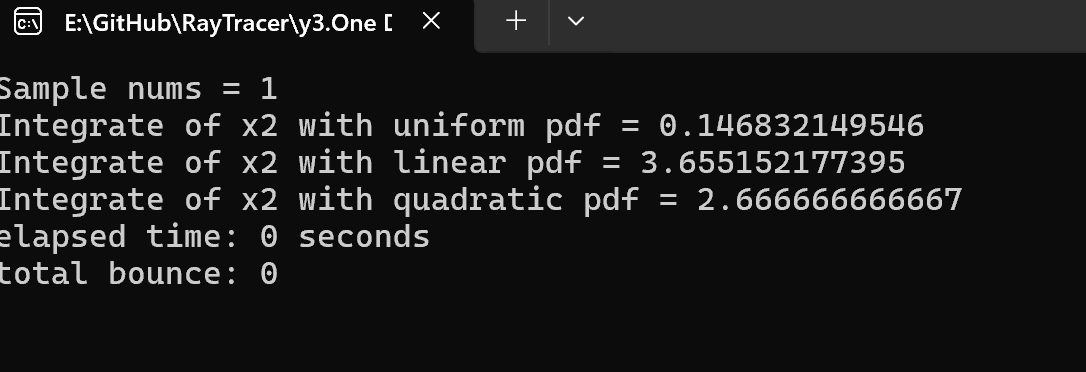 E:\GitHub\RayTracer\y3.One D
Sample nums = 1
Integrate of x2 with uniform pdf = 0.146832149546
Integrate of x2 with linear pdf = 3.655152177395
Integrate of x2 with quadratic pdf = 2.666666666667
elapsed time: 0 seconds
total bounce: 0